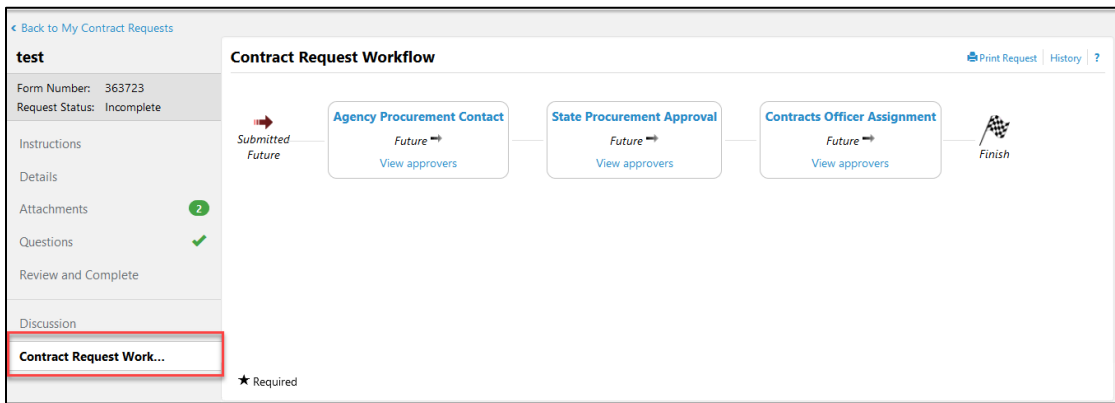 Back to My Contract Requests
test
Form Number: 363723
Request Status: Incomplete
Instructions
Details
Attachments 2
Questions
Review and Complete
Discussion
Contract Request Work...
Contract Request Workflow
Print Request History ?
Submitted
Future
Agency Procurement Contact
Future
View approvers
State Procurement Approval
Future
View approvers
Contracts Officer Assignment
Future
View approvers
Finish
★ Required